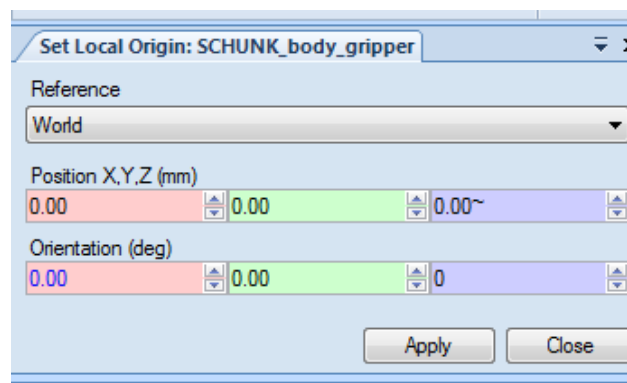 Set Local Origin: SCHUNK_body_gripper
Reference
World
Position X,Y,Z (mm)
0.00 0.00 0.00~
Orientation (deg)
0.00 0.00 0
Apply Close